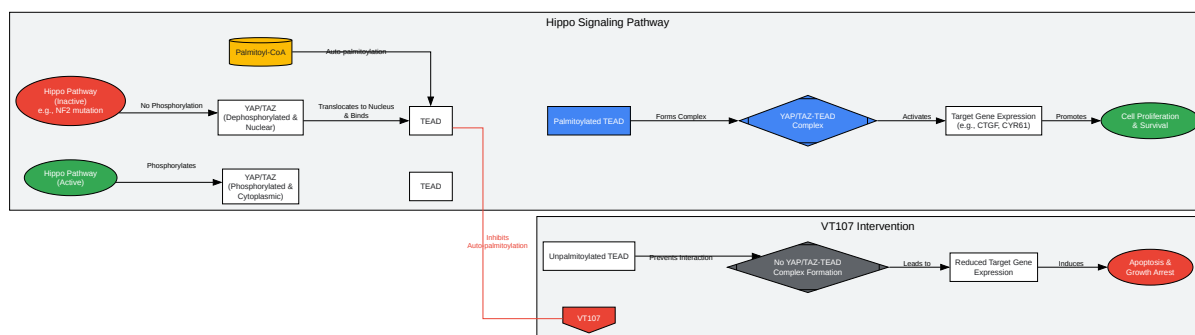 Hippo Signaling Pathway
Palmitoyl-CoA
Auto-palmitoylation
Hippo Pathway
(Inactive)
e.g., NF2 mutation
No Phosphorylation
YAP/TAZ
(Dephosphorylated &
Nuclear)
Translocates to Nucleus
& Binds
TEAD
Palmitoylated TEAD
Forms Complex
YAP/TAZ-TEAD
Complex
Activates
Target Gene Expression
(e.g., CTGF, CYR61)
Promotes
Cell Proliferation
& Survival
Hippo Pathway
(Active)
Phosphorylates
YAP/TAZ
(Phosphorylated &
Cytoplasmic)
TEAD
VT107 Intervention
Inhibits
Auto-palmitoylation
Unpalmitoylated TEAD
Prevents Interaction
No YAP/TAZ-TEAD
Complex Formation
Leads to
Reduced Target Gene
Expression
Induces
Apoptosis &
Growth Arrest
VT107